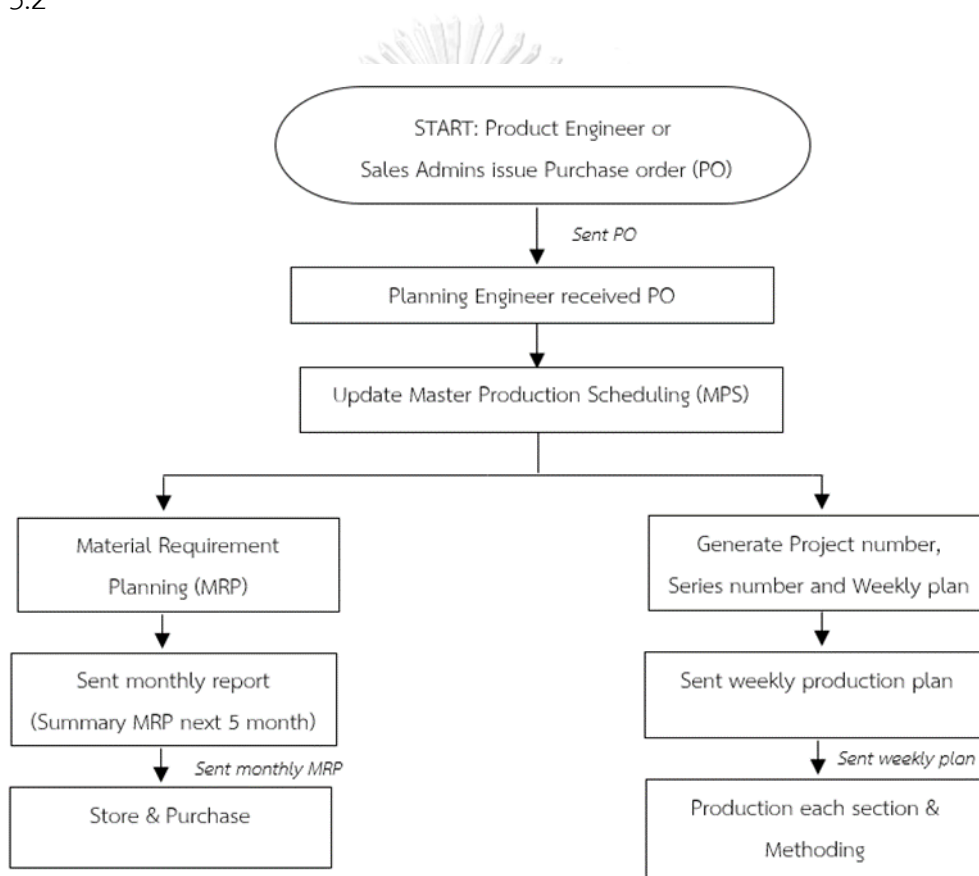 3.2
START: Product Engineer or
Sales Admins issue Purchase order (PO)
Sent PO
Planning Engineer received PO
Update Master Production Scheduling (MPS)
Material Requirement
Planning (MRP)
Sent monthly report
(Summary MRP next 5 month)
Sent monthly MRP
Store & Purchase
Generate Project number,
Series number and Weekly plan
Sent weekly production plan
Sent weekly plan
Production each section &
Methoding